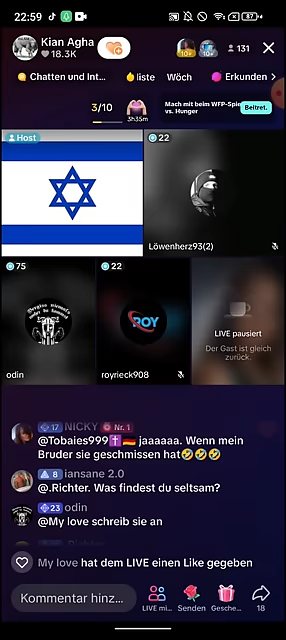 22:59
87
Kian Agha
18.3K
10+
10+
131
Chatten und Int...
liste
Wöch
Erkunden
3/10
3h35m
Mach mit beim WFP-Spiel
vs. Hunger
Beitret.
Host
22
Löwenherz93(2)
75
odin
22
ROY
royrieck908
LIVE pausiert
Der Gast ist gleich
zurück.
17 NICKY Nr. 1
@Tobaies999✝️🇩🇪 jaaaaaa. Wenn mein
Bruder sie geschmissen hat🤣🤣🤣
8 iansane 2.0
@.Richter. Was findest du seltsam?
23 odin
@My love schreib sie an
My love hat dem LIVE einen Like gegeben
Kommentar hinz...
LIVE mi...
Senden
Gesche...
18